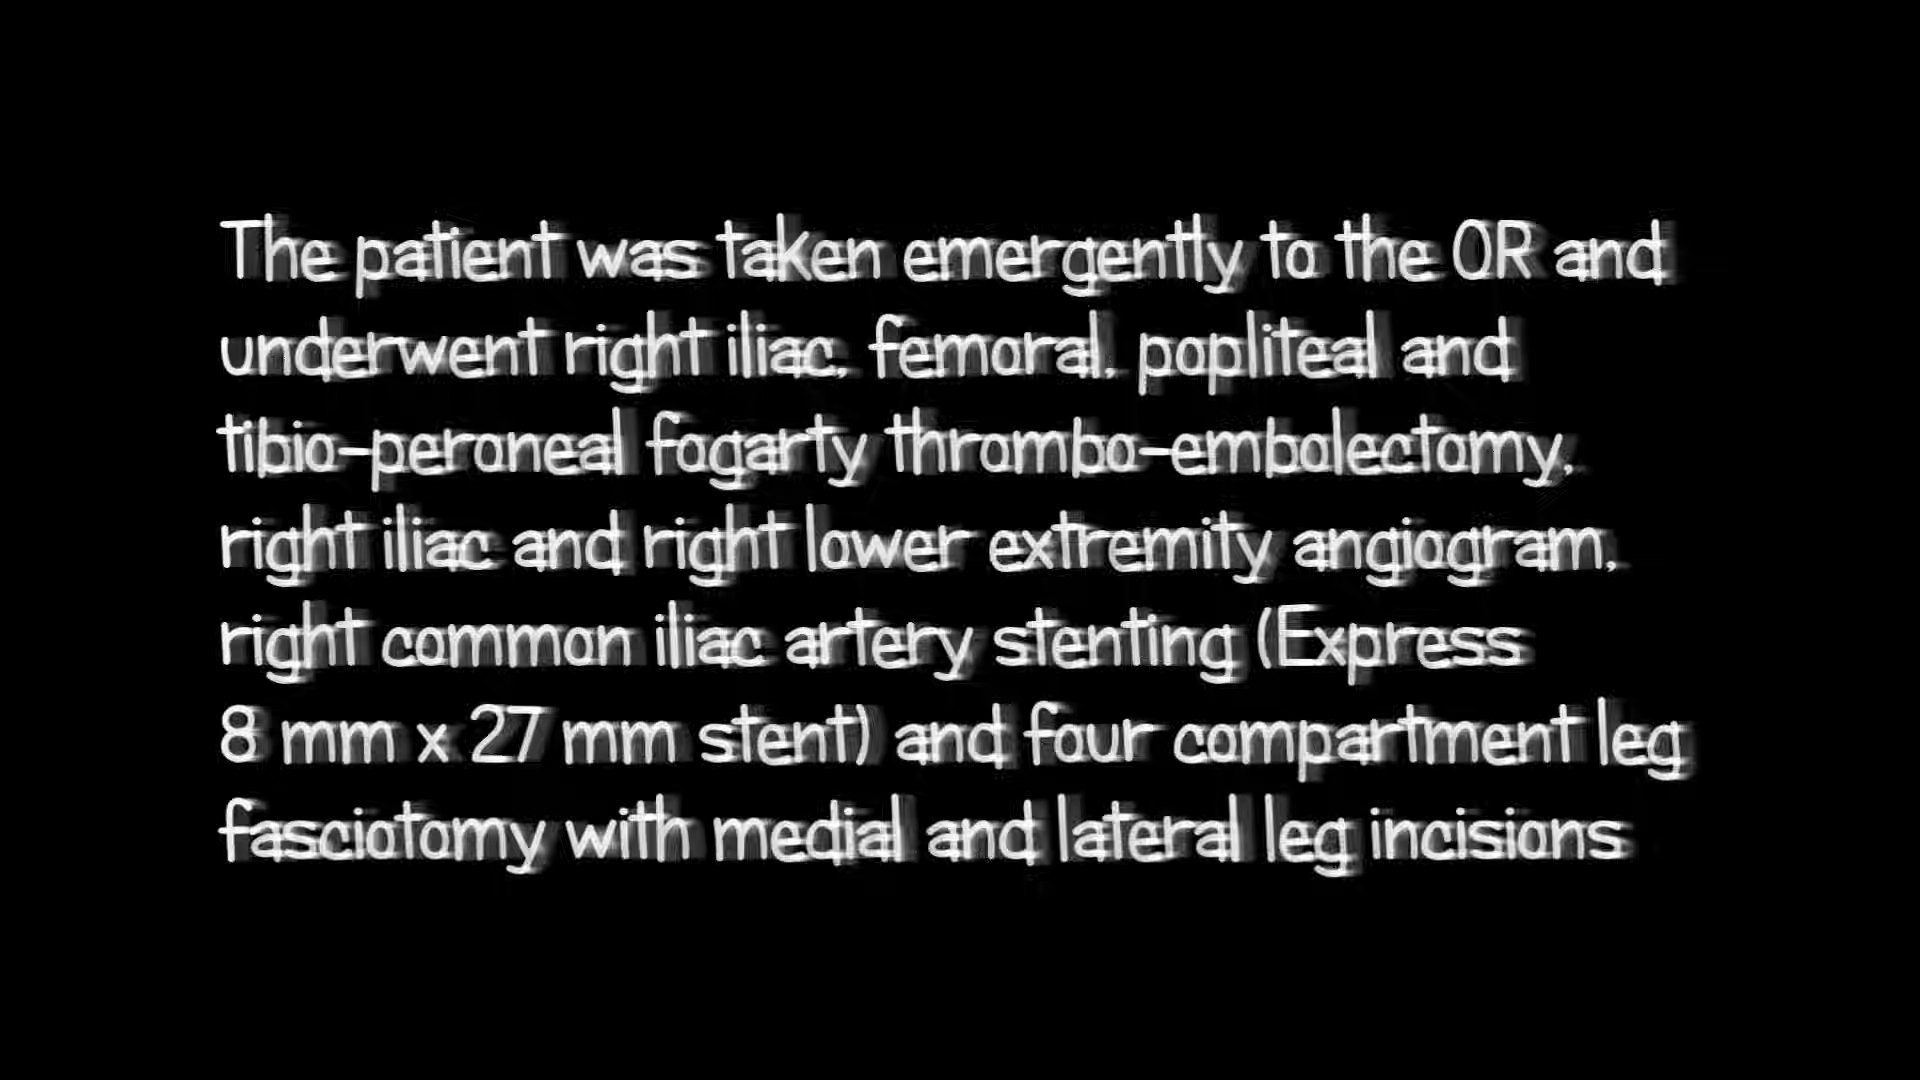 The patient was taken emergently to the OR and
underwent right iliac, femoral, popliteal and
tibio-peroneal fogarty thrombo-embolectomy,
right iliac and right lower extremity angiogram,
right common iliac artery stenting (Express
8 mm x 27 mm stent) and four compartment leg
fasciotomy with medial and lateral leg incisions